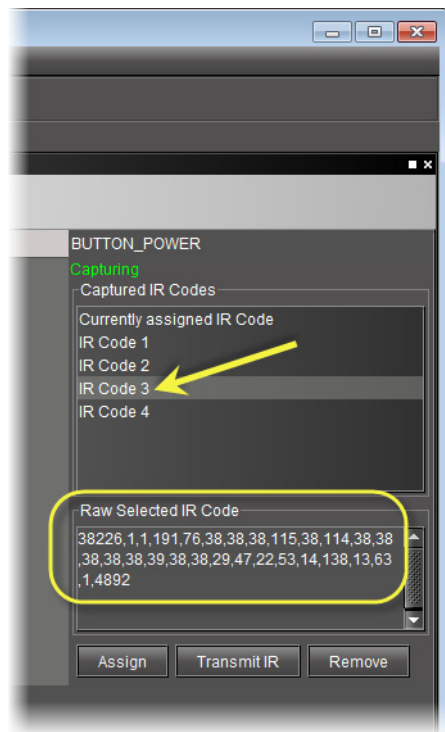 BUTTON_POWER
Capturing
Captured IR Codes
Currently assigned IR Code
IR Code 1
IR Code 2
IR Code 3
IR Code 4
Raw Selected IR Code
38226,1,1,191,76,38,38,38,115,38,114,38,38
,38,38,38,39,38,38,29,47,22,53,14,138,13,63
,1,4892
Assign Transmit IR Remove